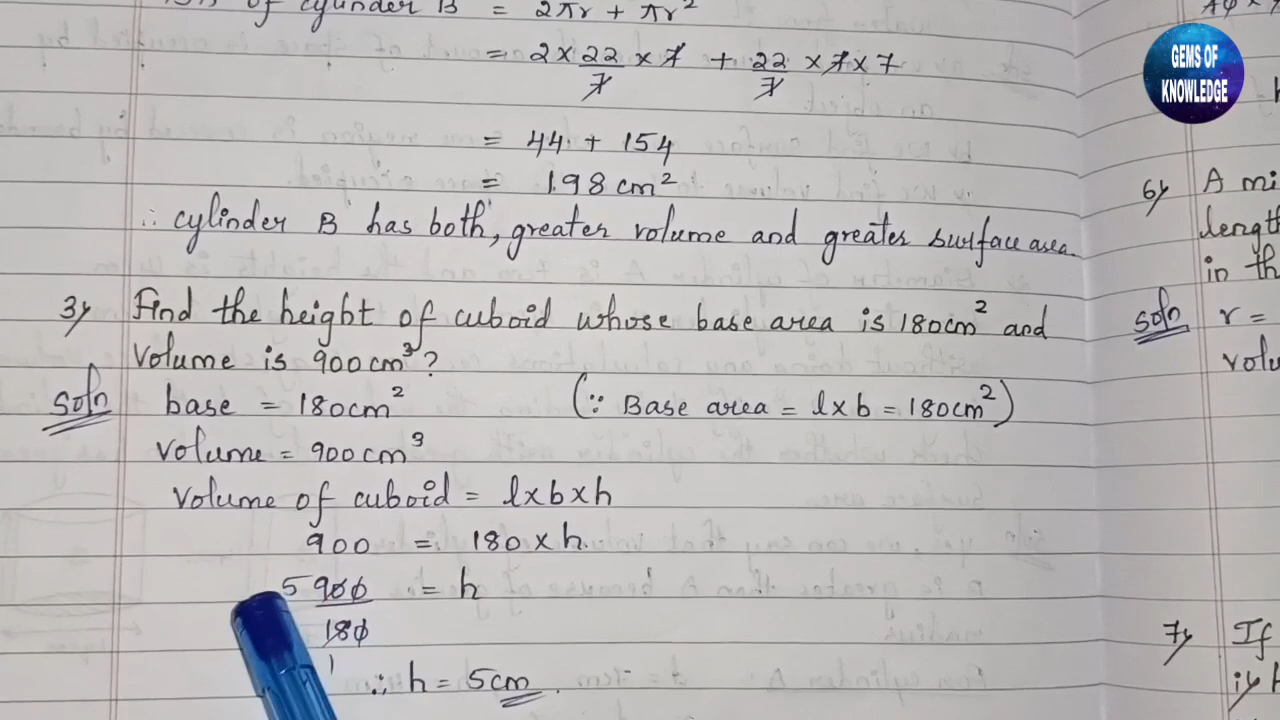 of cylinder B = 2πr + πr²
= 2 × 22/7 × 7 + 22/7 × 7 × 7
= 44 + 154
= 198 cm²
∴ cylinder B has both, greater volume and greater surface area.
3) Find the height of cuboid whose base area is 180cm² and
volume is 900cm³?
Soln base = 180cm² (∵ Base area = l×b = 180cm²)
volume = 900cm³
Volume of cuboid = l×b×h
900 = 180×h
5 900 = h
180
1
∴ h = 5cm
GEMS OF
KNOWLEDGE
6) A mi
length
in th
Soln r =
volu
7) If
i)